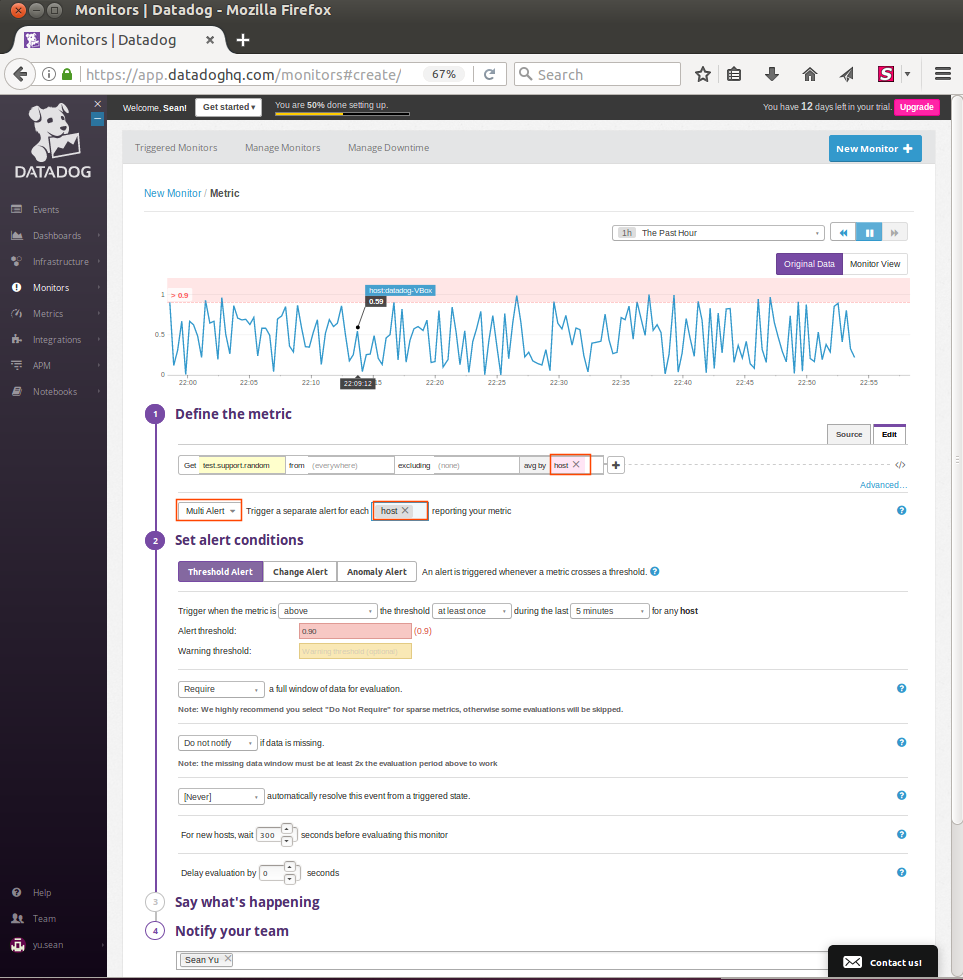 Monitors | Datadog - Mozilla Firefox
Monitors | Datadog × +
https://app.datadoghq.com/monitors#create/ 67% Search
Welcome, Sean! Get started ▾ You are 50% done setting up. You have 12 days left in your trial. Upgrade
DATADOG
Events
Dashboards
Infrastructure
Monitors
Metrics
Integrations
APM
Notebooks
Help
Team
yu.sean
Triggered Monitors Manage Monitors Manage Downtime New Monitor +
New Monitor / Metric
1h The Past Hour
Original Data Monitor View
1 > 0.9
host:datadog-VBox
0.59
0.5
0
22:00 22:05 22:10 22:09:12 22:20 22:25 22:30 22:35 22:40 22:45 22:50 22:55
1 Define the metric
Source Edit
Get test.support.random from (everywhere) excluding (none) avg by host × + </>
Advanced...
Multi Alert Trigger a separate alert for each host × reporting your metric ?
2 Set alert conditions
Threshold Alert Change Alert Anomaly Alert An alert is triggered whenever a metric crosses a threshold. ?
Trigger when the metric is above the threshold at least once during the last 5 minutes for any host
Alert threshold: 0.90 (0.9)
Warning threshold: Warning threshold (optional)
Require a full window of data for evaluation. ?
Note: We highly recommend you select "Do Not Require" for sparse metrics, otherwise some evaluations will be skipped.
Do not notify if data is missing. ?
Note: the missing data window must be at least 2x the evaluation period above to work
[Never] automatically resolve this event from a triggered state. ?
For new hosts, wait 300 seconds before evaluating this monitor ?
Delay evaluation by 0 seconds ?
3 Say what's happening
4 Notify your team
Sean Yu ×
Contact us!